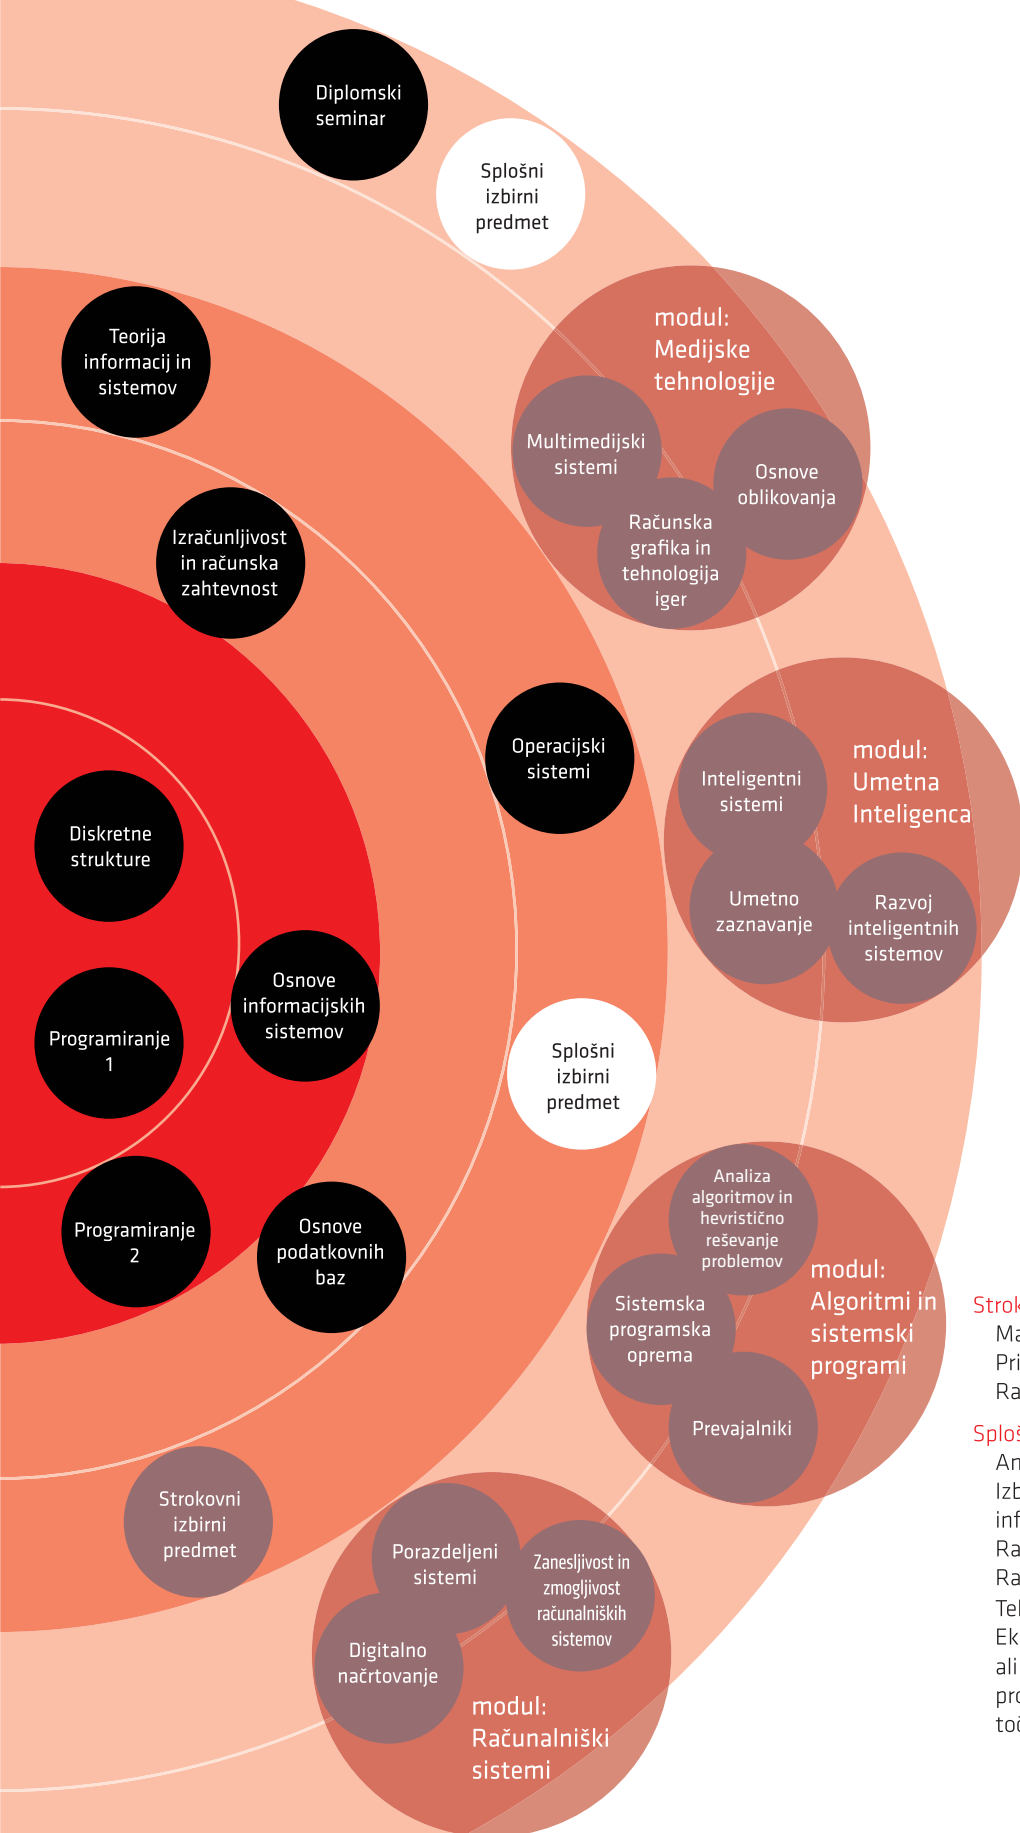 Diplomski
seminar
Splošni
izbirni
predmet
Teorija
informacij in
sistemov
Izračunljivost
in računska
zahtevnost
modul:
Medijske
tehnologije
Multimedijski
sistemi
Osnove
oblikovanja
Računska
grafika in
tehnologija
iger
Operacijski
sistemi
modul:
Umetna
Inteligenca
Inteligentni
sistemi
Umetno
zaznavanje
Razvoj
inteligentnih
sistemov
Diskretne
strukture
Osnove
informacijskih
sistemov
Programiranje
1
Splošni
izbirni
predmet
Programiranje
2
Osnove
podatkovnih
baz
Analiza
algoritmov in
hevristično
reševanje
problemov
modul:
Algoritmi in
sistemski
programi
Sistemska
programska
oprema
Prevajalniki
Strokovni
izbirni
predmet
Porazdeljeni
sistemi
Zanesljivost in
zmogljivost
računalniških
sistemov
Digitalno
načrtovanje
modul:
Računalniški
sistemi
ali